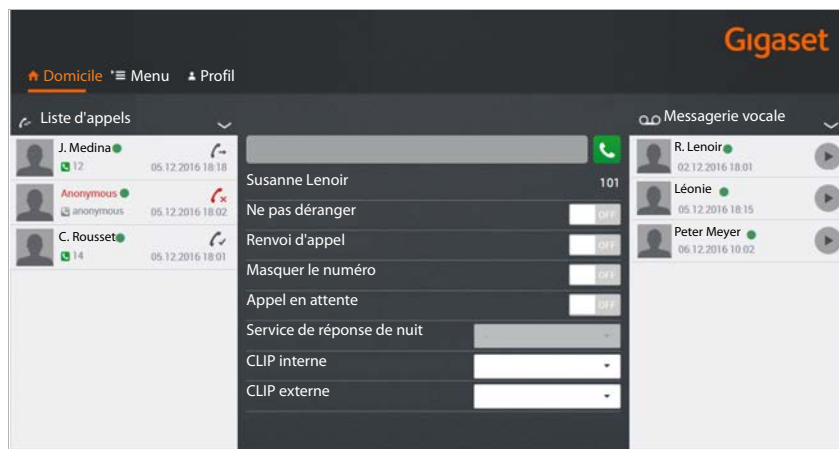 Gigaset
Domicile Menu Profil
Liste d'appels
J. Medina
12 05.12.2016 18:18
Anonymous
anonymous 05.12.2016 18:02
C. Rousset
14 05.12.2016 18:01
Susanne Lenoir 101
Ne pas déranger OFF
Renvoi d'appel OFF
Masquer le numéro OFF
Appel en attente OFF
Service de réponse de nuit
CLIP interne
CLIP externe
Messagerie vocale
R. Lenoir
02.12.2016 18:01
Léonie
05.12.2016 18:15
Peter Meyer
06.12.2016 10:02